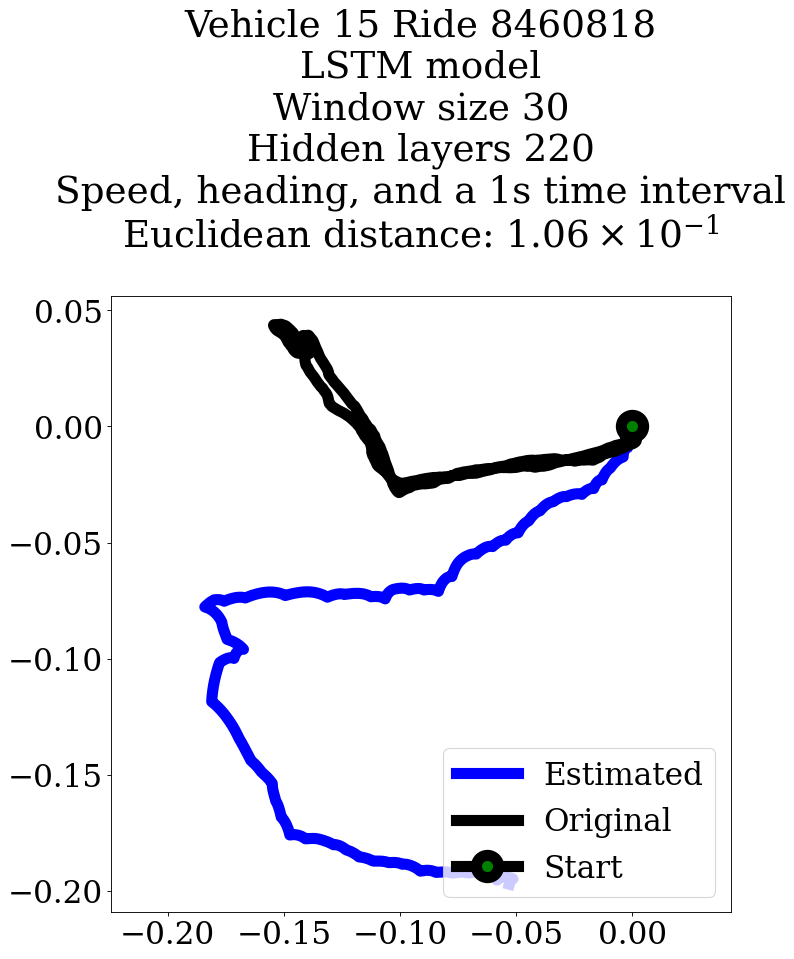 Vehicle 15 Ride 8460818
LSTM model
Window size 30
Hidden layers 220
Speed, heading, and a 1s time interval
Euclidean distance: 1.06 × 10⁻¹
0.05
0.00
−0.05
−0.10
−0.15
−0.20
Estimated
Original
Start
−0.20 −0.15 −0.10 −0.05 0.00